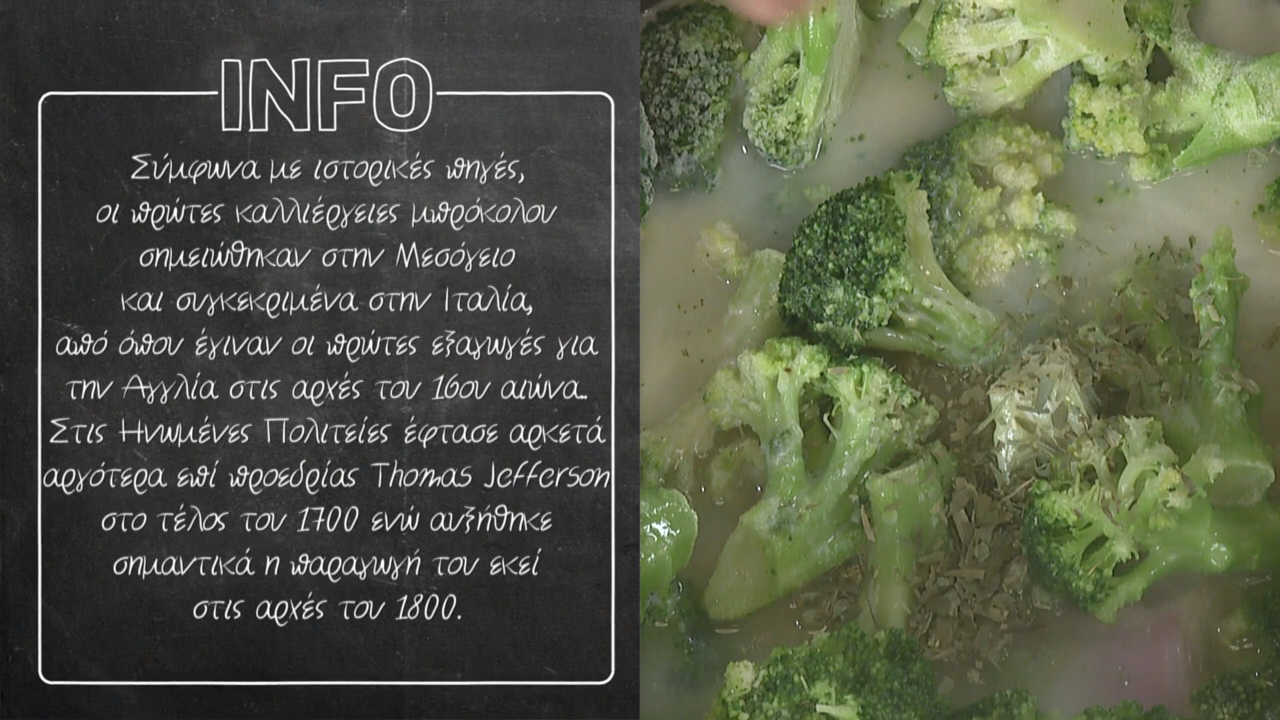 INFO
Σύμφωνα με ιστορικές πηγές,
οι πρώτες καλλιέργειες μπρόκολου
σημειώθηκαν στην Μεσόγειο
και συγκεκριμένα στην Ιταλία,
από όπου έγιναν οι πρώτες εξαγωγές για
την Αγγλία στις αρχές του 16ου αιώνα..
Στις Ηνωμένες Πολιτείες έφτασε αρκετά
αργότερα επί προεδρίας Thomas Jefferson
στο τέλος του 1700 ενώ αυξήθηκε
σημαντικά η παραγωγή του εκεί
στις αρχές του 1800.